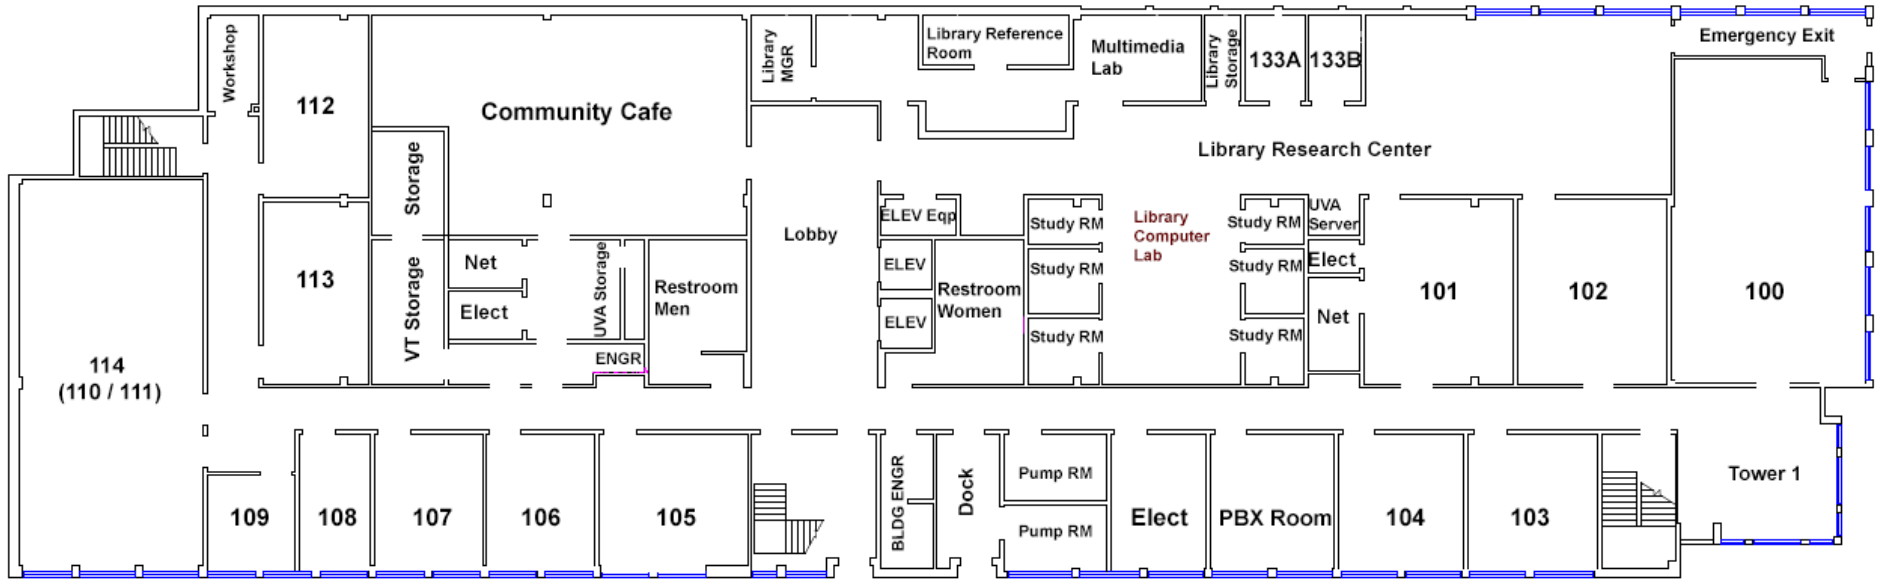 Workshop
112
Community Cafe
Library
MGR
Library Reference
Room
Multimedia
Lab
Library
Storage
133A
133B
Emergency Exit
Library Research Center
Storage
Lobby
ELEV Eqp
Study RM
Library
Computer
Lab
Study RM
UVA
Server
113
VT Storage
Net
Elect
UVA Storage
ENGR
Restroom
Men
ELEV
ELEV
Restroom
Women
Study RM
Study RM
Study RM
Study RM
Elect
Net
101
102
100
114
(110 / 111)
109
108
107
106
105
BLDG ENGR
Dock
Pump RM
Pump RM
Elect
PBX Room
104
103
Tower 1